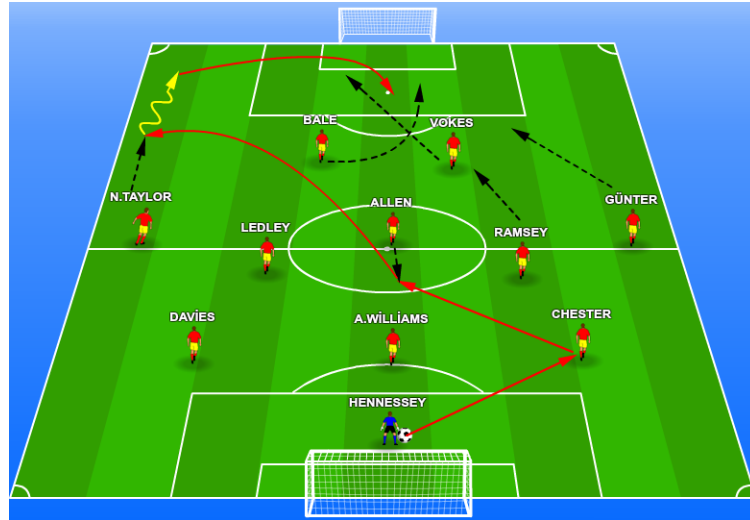 BALE
VOKES
N.TAYLOR
ALLEN
GÜNTER
LEDLEY
RAMSEY
DAVİES
A.WİLLİAMS
CHESTER
HENNESSEY